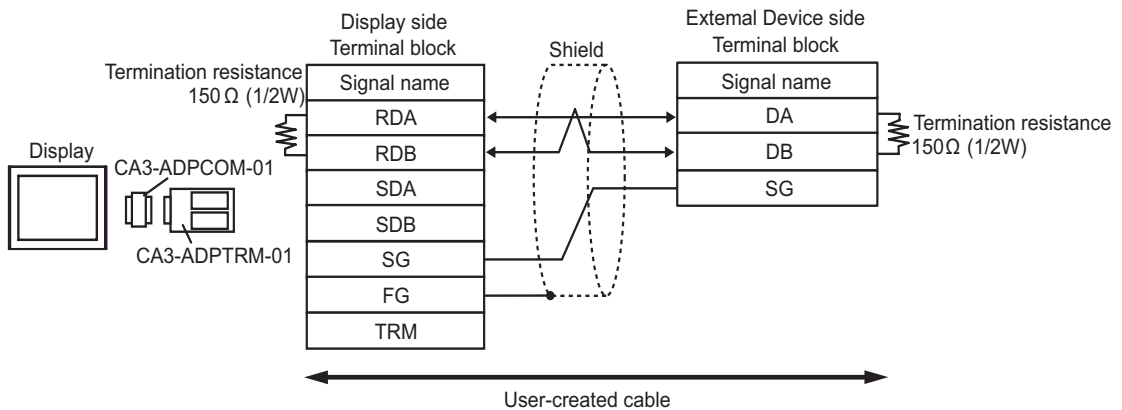 Display side
Terminal block
External Device side
Terminal block
Shield
Termination resistance
150 Ω (1/2W)
Signal name
RDA
RDB
SDA
SDB
SG
FG
TRM
Signal name
DA
DB
SG
Termination resistance
150Ω (1/2W)
Display
CA3-ADPCOM-01
CA3-ADPTRM-01
User-created cable